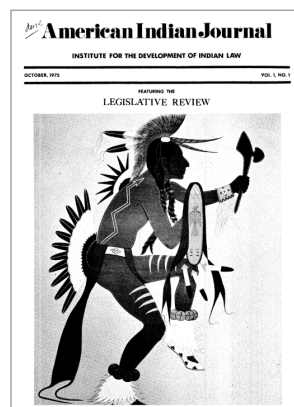 American Indian Journal
INSTITUTE FOR THE DEVELOPMENT OF INDIAN LAW
OCTOBER, 1975
VOL. 1, NO. 1
FEATURING THE
LEGISLATIVE REVIEW